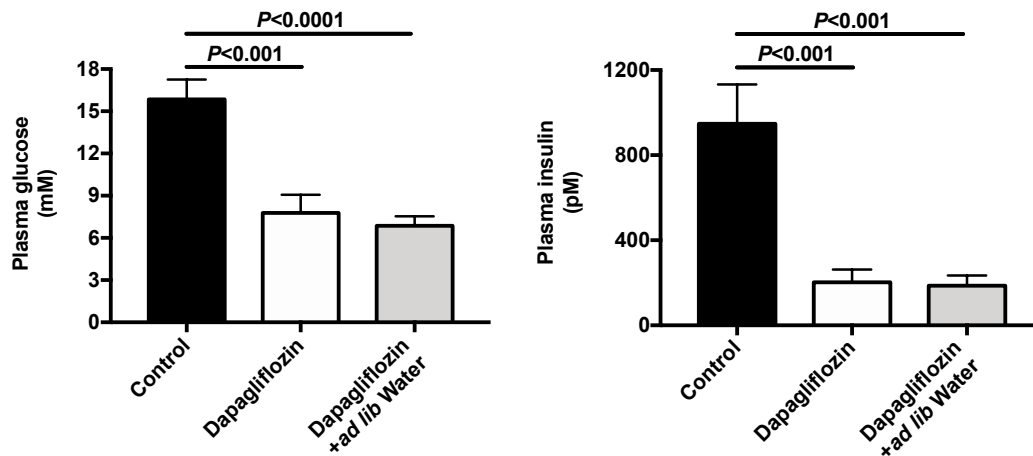 P<0.0001
P<0.001
18
15
12
9
6
3
0
Plasma glucose
(mM)
Control
Dapagliflozin
Dapagliflozin
+ad lib Water
P<0.001
P<0.001
1200
800
400
0
Plasma insulin
(pM)
Control
Dapagliflozin
Dapagliflozin
+ad lib Water